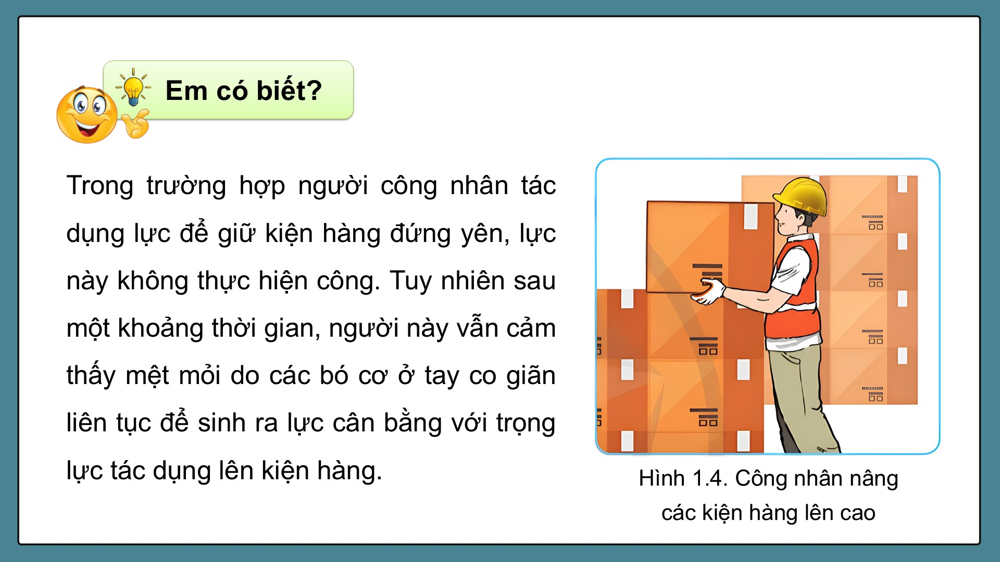 Em có biết?
Trong trường hợp người công nhân tác
dụng lực để giữ kiện hàng đứng yên, lực
này không thực hiện công. Tuy nhiên sau
một khoảng thời gian, người này vẫn cảm
thấy mệt mỏi do các bó cơ ở tay co giãn
liên tục để sinh ra lực cân bằng với trọng
lực tác dụng lên kiện hàng.
Hình 1.4. Công nhân nâng
các kiện hàng lên cao